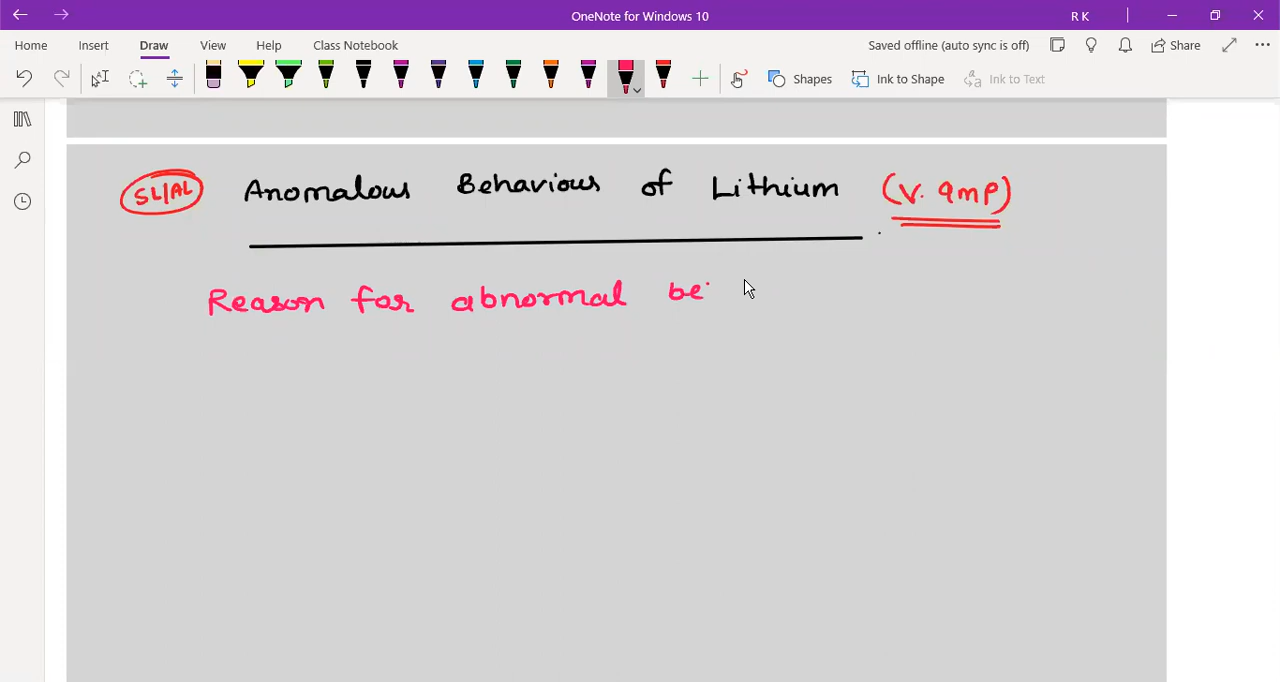 OneNote for Windows 10
R K
Home Insert Draw View Help Class Notebook
Saved offline (auto sync is off) Share
Shapes Ink to Shape Ink to Text
SL/AL Anomalous Behavious of Lithium (V. Imp)
Reason for abnormal be